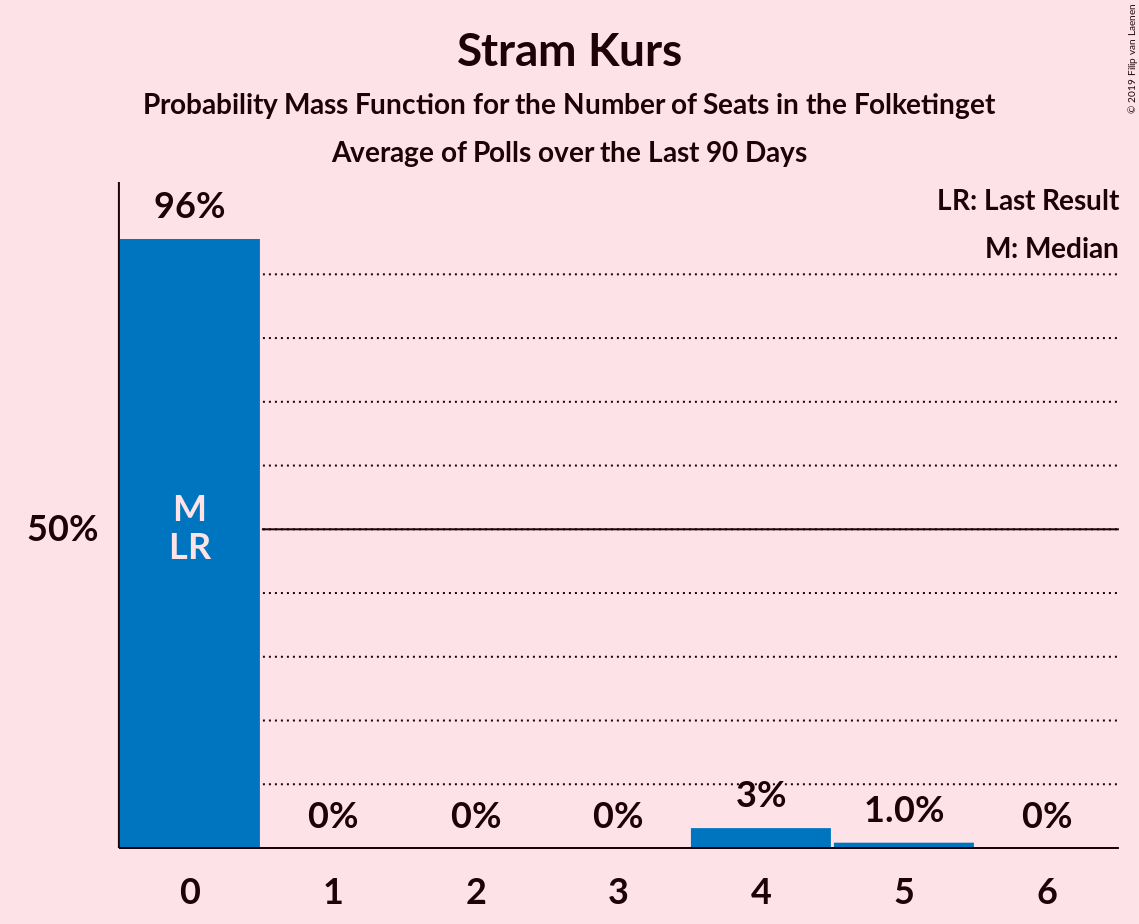 Stram Kurs
Probability Mass Function for the Number of Seats in the Folketinget
Average of Polls over the Last 90 Days
© 2019 Filip van Laenen
LR: Last Result
M: Median
96%
M
LR
50%
0%
0%
0%
3%
1.0%
0%
0
1
2
3
4
5
6